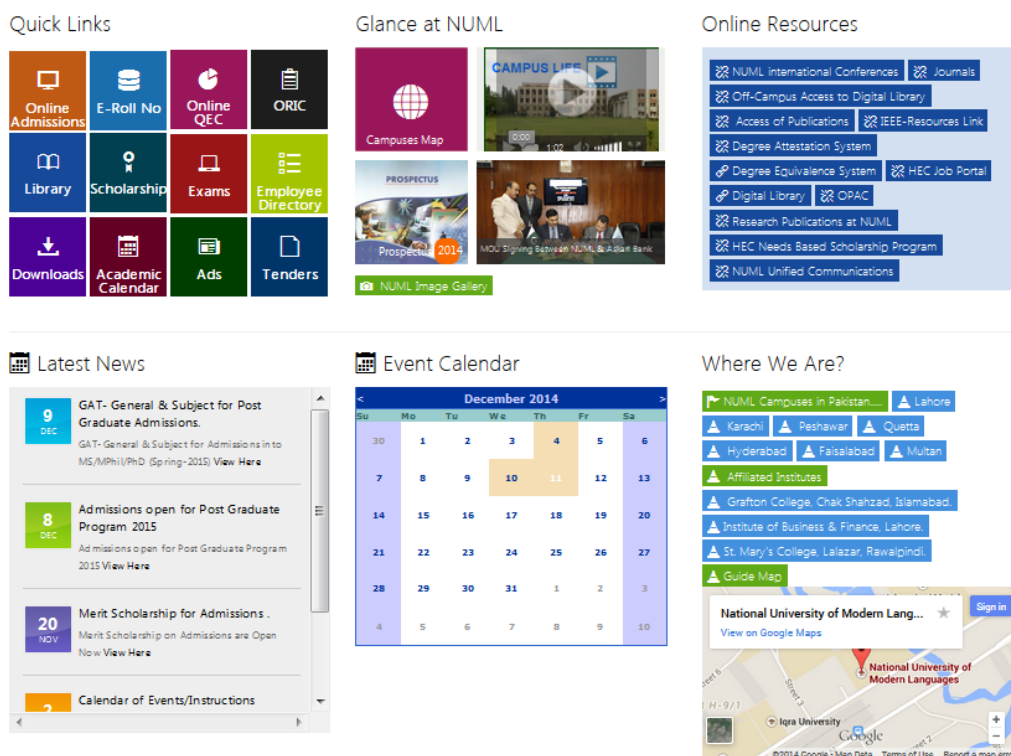 Quick Links
Online Admissions
E-Roll No
Online QEC
ORIC
Library
Scholarship
Exams
Employee Directory
Downloads
Academic Calendar
Ads
Tenders
Glance at NUML
Campuses Map
CAMPUS LIFE
0:00
1:02
PROSPECTUS
Prospectus 2014
MOU Signing Between NUML & Askari Bank
NUML Image Gallery
Online Resources
NUML international Conferences Journals
Off-Campus Access to Digital Library
Access of Publications IEEE-Resources Link
Degree Attestation System
Degree Equivalence System HEC Job Portal
Digital Library OPAC
Research Publications at NUML
HEC Needs Based Scholarship Program
NUML Unified Communications
Latest News
9 DEC
GAT- General & Subject for Post
Graduate Admissions.
GAT- General & Subject for Admissions in to
MS/MPhil/PhD (Spring-2015) View Here
8 DEC
Admissions open for Post Graduate
Program 2015
Admissions open for Post Graduate Program
2015 View Here
20 NOV
Merit Scholarship for Admissions .
Merit Scholarship on Admissions are Open
Now View Here
2
Calendar of Events/Instructions
Event Calendar
< December 2014 >
Su Mo Tu We Th Fr Sa
30 1 2 3 4 5 6
7 8 9 10 11 12 13
14 15 16 17 18 19 20
21 22 23 24 25 26 27
28 29 30 31 1 2 3
4 5 6 7 8 9 10
Where We Are?
NUML Campuses in Pakistan.... Lahore
Karachi Peshawar Quetta
Hyderabad Faisalabad Multan
Affiliated Institutes
Grafton College, Chak Shahzad, Islamabad.
Institute of Business & Finance, Lahore.
St. Mary's College, Lalazar, Rawalpindi.
Guide Map
National University of Modern Lang...
View on Google Maps
Sign in
National University of
Modern Languages
Street 6
Street 3
H-9/1
Iqra University
Google
©2014 Google - Map Data Terms of Use Report a map error